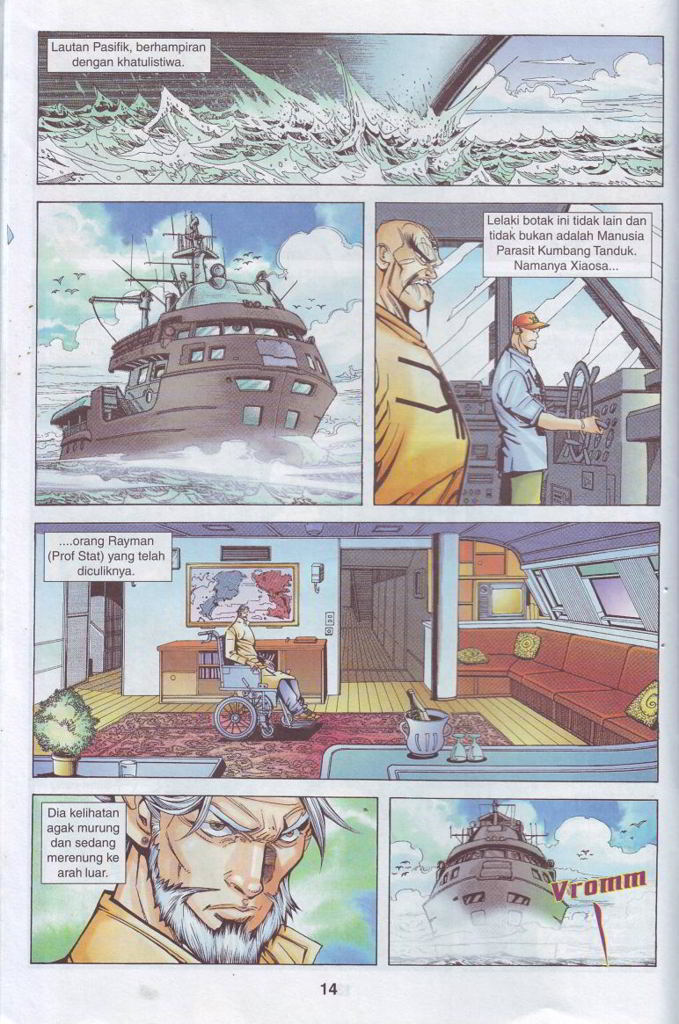 Lautan Pasifik, berhampiran
dengan khatulistiwa.
Lelaki botak ini tidak lain dan
tidak bukan adalah Manusia
Parasit Kumbang Tanduk.
Namanya Xiaosa...
....orang Rayman
(Prof Stat) yang telah
diculiknya.
Dia kelihatan
agak murung
dan sedang
merenung ke
arah luar.
Vromm
14